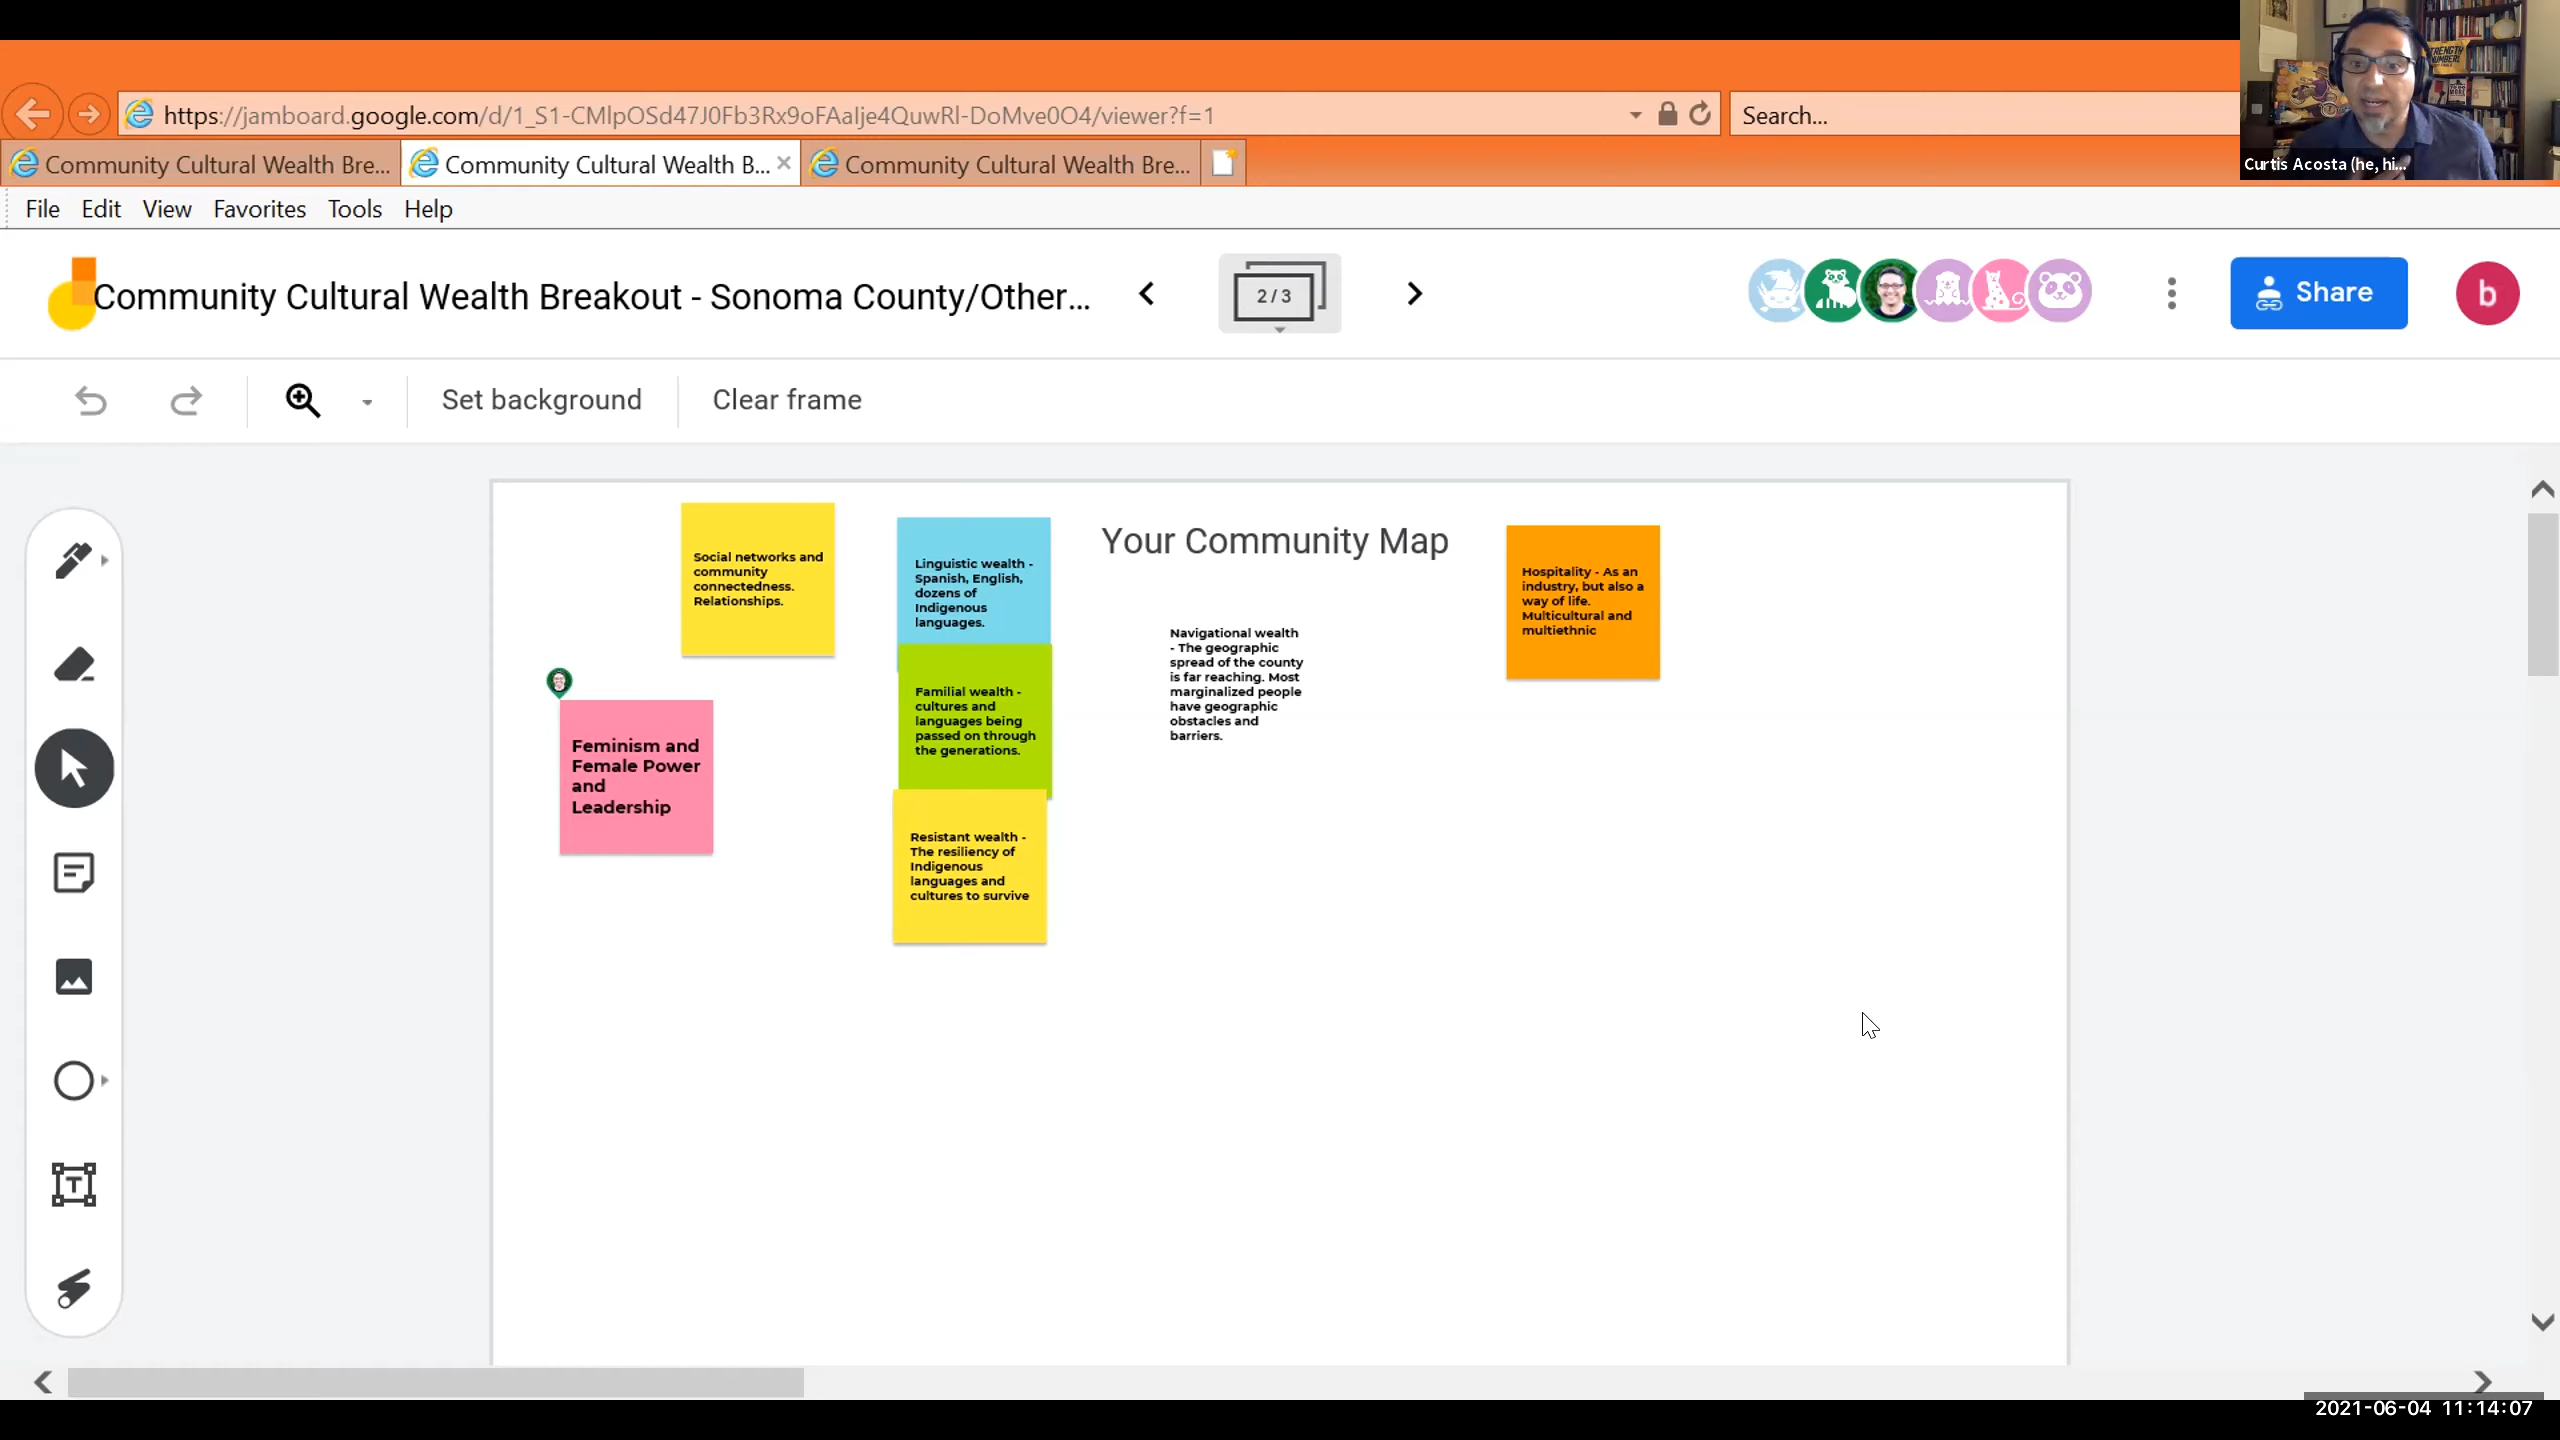 https://jamboard.google.com/d/1_S1-CMlpOSd47J0Fb3Rx9oFAaIje4QuwRl-DoMve0O4/viewer?f=1
Search...
Community Cultural Wealth Bre...
Community Cultural Wealth B...
Community Cultural Wealth Bre...
Curtis Acosta (he, hi...
File Edit View Favorites Tools Help
Community Cultural Wealth Breakout - Sonoma County/Other...
2 / 3
Share
b
Set background
Clear frame
Your Community Map
Social networks and
community
connectedness.
Relationships.
Linguistic wealth -
Spanish, English,
dozens of
Indigenous
languages.
Hospitality - As an
industry, but also a
way of life.
Multicultural and
multiethnic
Navigational wealth
- The geographic
spread of the county
is far reaching. Most
marginalized people
have geographic
obstacles and
barriers.
Familial wealth -
cultures and
languages being
passed on through
the generations.
Feminism and
Female Power
and
Leadership
Resistant wealth -
The resiliency of
Indigenous
languages and
cultures to survive
2021-06-04 11:14:07